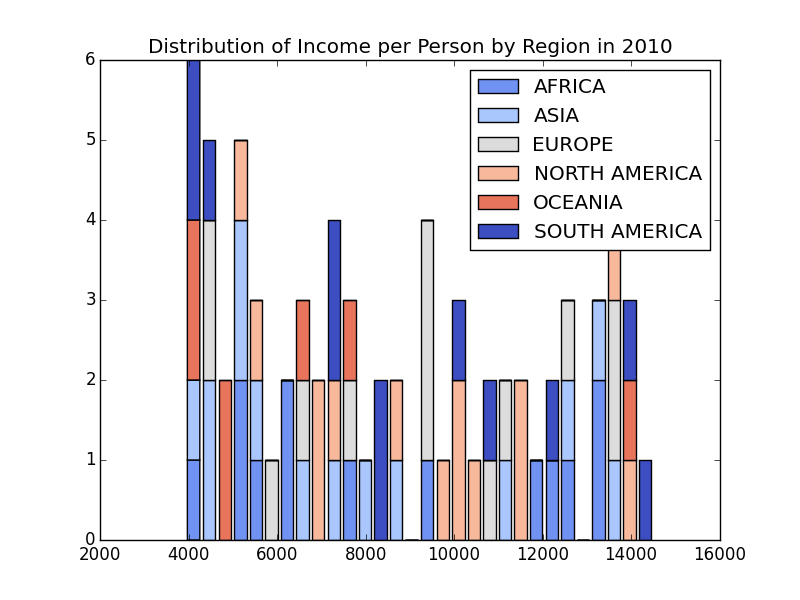 Distribution of Income per Person by Region in 2010
6
5
4
3
2
1
0
AFRICA
ASIA
EUROPE
NORTH AMERICA
OCEANIA
SOUTH AMERICA
2000 4000 6000 8000 10000 12000 14000 16000